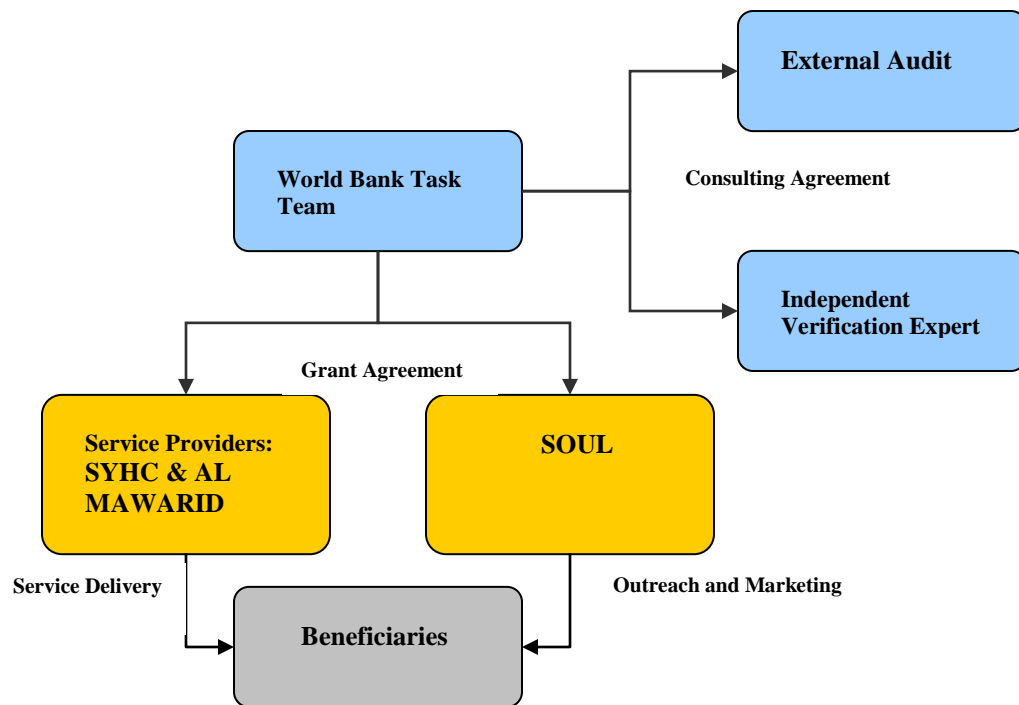 External Audit
World Bank Task
Team
Consulting Agreement
Independent
Verification Expert
Grant Agreement
Service Providers:
SYHC & AL
MAWARID
SOUL
Service Delivery
Outreach and Marketing
Beneficiaries